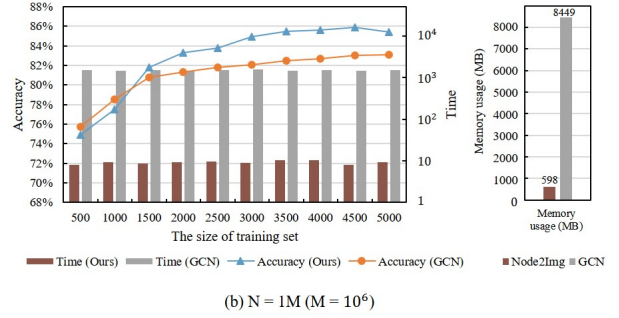 88%
86%
84%
82%
80%
78%
76%
74%
72%
70%
68%
Accuracy
10⁴
10³
10²
10
1
Time
500 1000 1500 2000 2500 3000 3500 4000 4500 5000
The size of training set
Time (Ours) Time (GCN) Accuracy (Ours) Accuracy (GCN)
8000
7000
6000
5000
4000
3000
2000
1000
0
Memory usage (MB)
8449
598
Memory
usage (MB)
Node2Img GCN
(b) N = 1M (M = 10⁶)